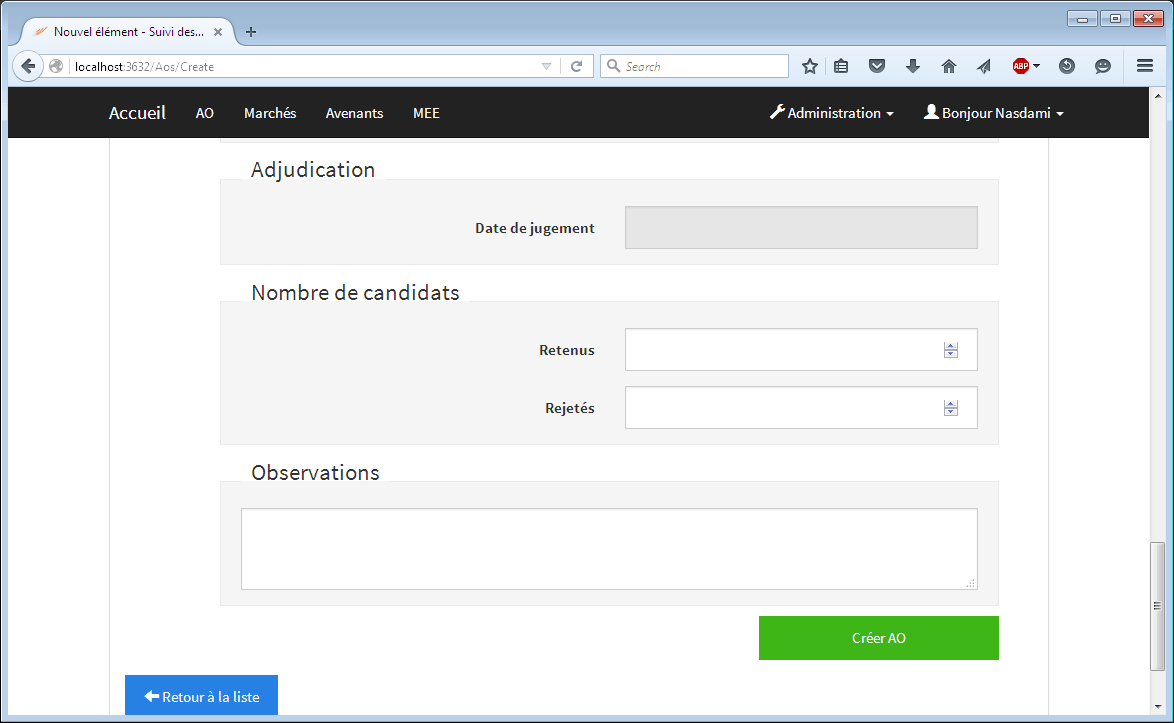 Nouvel élément - Suivi des...
localhost:3632/Aos/Create
Search
ABP
Accueil AO Marchés Avenants MEE Administration Bonjour Nasdami
Adjudication
Date de jugement
Nombre de candidats
Retenus
Rejetés
Observations
Créer AO
Retour à la liste